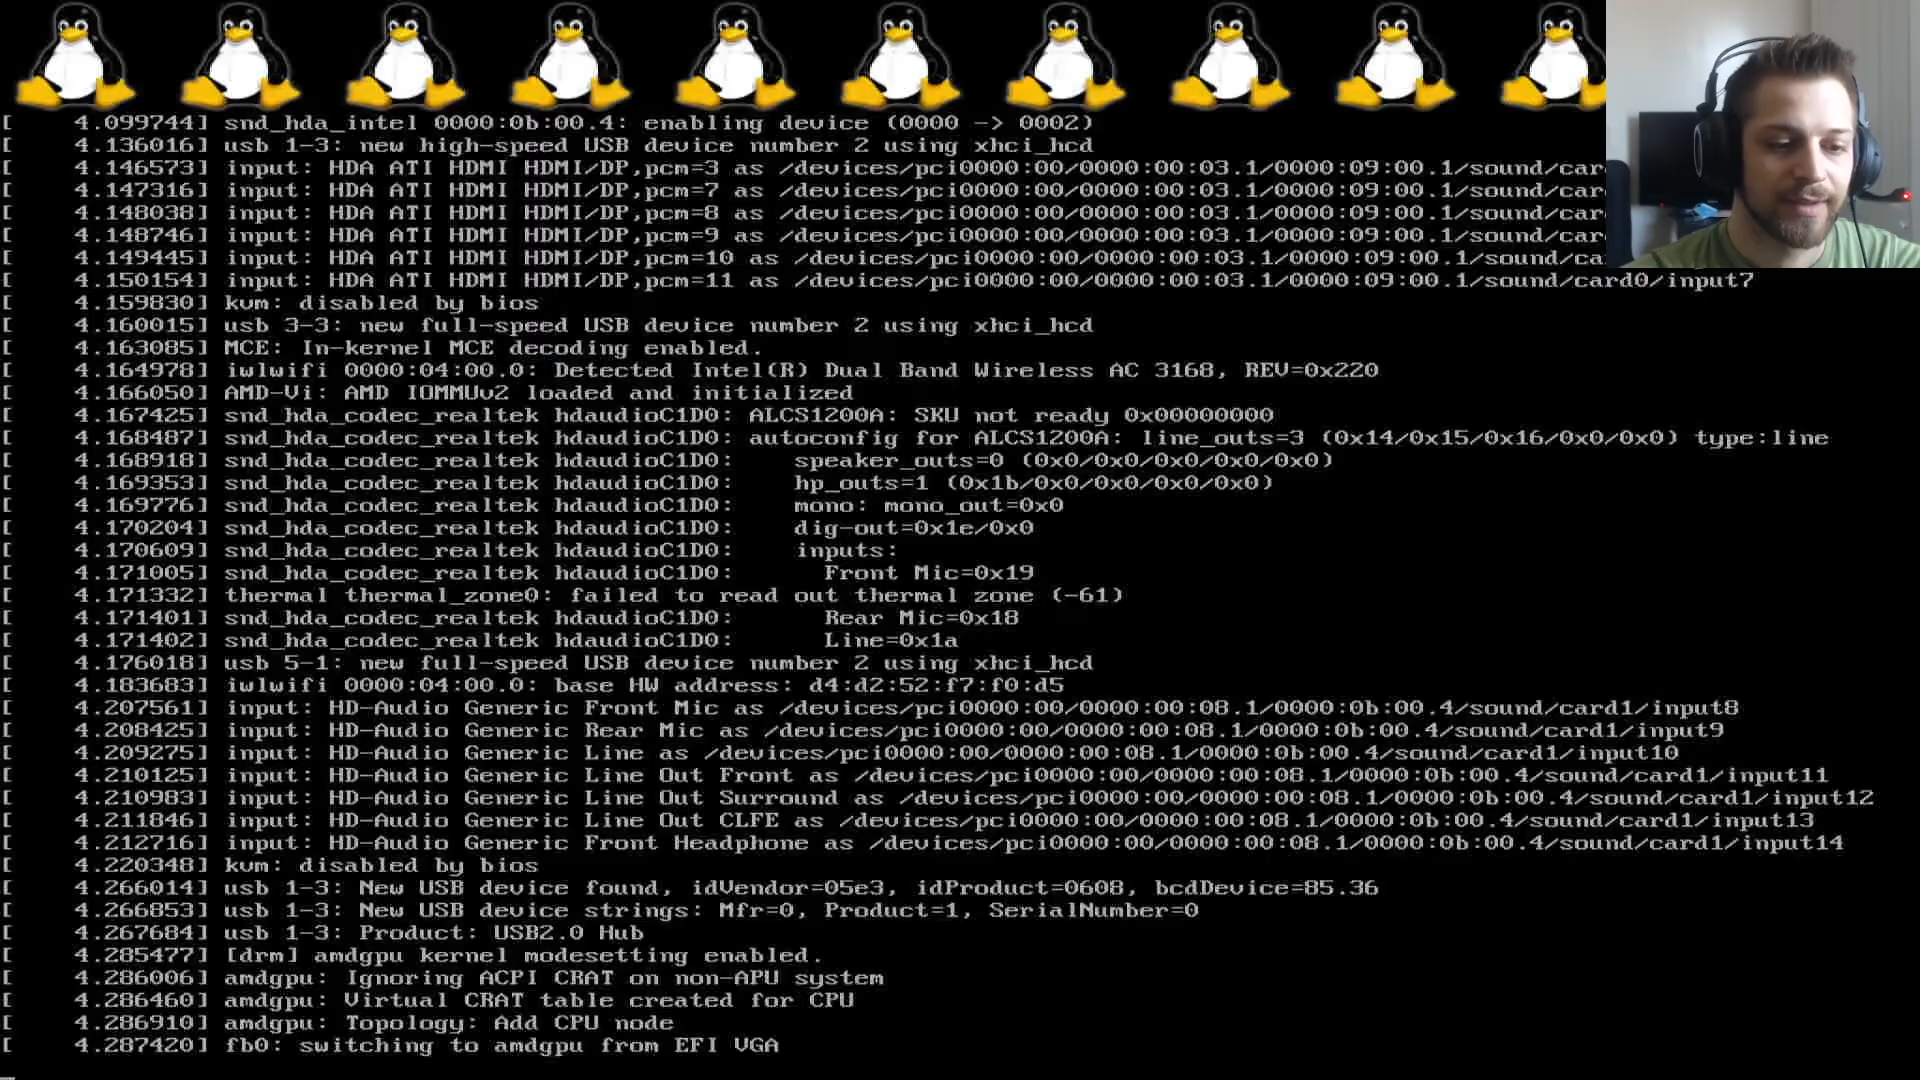 [    4.099744] snd_hda_intel 0000:0b:00.4: enabling device (0000 -> 0002)
[    4.136016] usb 1-3: new high-speed USB device number 2 using xhci_hcd
[    4.146573] input: HDA ATI HDMI HDMI/DP,pcm=3 as /devices/pci0000:00/0000:00:03.1/0000:09:00.1/sound/car
[    4.147316] input: HDA ATI HDMI HDMI/DP,pcm=7 as /devices/pci0000:00/0000:00:03.1/0000:09:00.1/sound/car
[    4.148038] input: HDA ATI HDMI HDMI/DP,pcm=8 as /devices/pci0000:00/0000:00:03.1/0000:09:00.1/sound/car
[    4.148746] input: HDA ATI HDMI HDMI/DP,pcm=9 as /devices/pci0000:00/0000:00:03.1/0000:09:00.1/sound/car
[    4.149445] input: HDA ATI HDMI HDMI/DP,pcm=10 as /devices/pci0000:00/0000:00:03.1/0000:09:00.1/sound/ca
[    4.150154] input: HDA ATI HDMI HDMI/DP,pcm=11 as /devices/pci0000:00/0000:00:03.1/0000:09:00.1/sound/card0/input7
[    4.159830] kvm: disabled by bios
[    4.160015] usb 3-3: new full-speed USB device number 2 using xhci_hcd
[    4.163085] MCE: In-kernel MCE decoding enabled.
[    4.164978] iwlwifi 0000:04:00.0: Detected Intel(R) Dual Band Wireless AC 3168, REV=0x220
[    4.166050] AMD-Vi: AMD IOMMUv2 loaded and initialized
[    4.167425] snd_hda_codec_realtek hdaudioC1D0: ALCS1200A: SKU not ready 0x00000000
[    4.168487] snd_hda_codec_realtek hdaudioC1D0: autoconfig for ALCS1200A: line_outs=3 (0x14/0x15/0x16/0x0/0x0) type:line
[    4.168918] snd_hda_codec_realtek hdaudioC1D0:    speaker_outs=0 (0x0/0x0/0x0/0x0/0x0)
[    4.169353] snd_hda_codec_realtek hdaudioC1D0:    hp_outs=1 (0x1b/0x0/0x0/0x0/0x0)
[    4.169776] snd_hda_codec_realtek hdaudioC1D0:    mono: mono_out=0x0
[    4.170204] snd_hda_codec_realtek hdaudioC1D0:    dig-out=0x1e/0x0
[    4.170609] snd_hda_codec_realtek hdaudioC1D0:    inputs:
[    4.171005] snd_hda_codec_realtek hdaudioC1D0:      Front Mic=0x19
[    4.171332] thermal thermal_zone0: failed to read out thermal zone (-61)
[    4.171401] snd_hda_codec_realtek hdaudioC1D0:      Rear Mic=0x18
[    4.171402] snd_hda_codec_realtek hdaudioC1D0:      Line=0x1a
[    4.176018] usb 5-1: new full-speed USB device number 2 using xhci_hcd
[    4.183683] iwlwifi 0000:04:00.0: base HW address: d4:d2:52:f7:f0:d5
[    4.207561] input: HD-Audio Generic Front Mic as /devices/pci0000:00/0000:00:08.1/0000:0b:00.4/sound/card1/input8
[    4.208425] input: HD-Audio Generic Rear Mic as /devices/pci0000:00/0000:00:08.1/0000:0b:00.4/sound/card1/input9
[    4.209275] input: HD-Audio Generic Line as /devices/pci0000:00/0000:00:08.1/0000:0b:00.4/sound/card1/input10
[    4.210125] input: HD-Audio Generic Line Out Front as /devices/pci0000:00/0000:00:08.1/0000:0b:00.4/sound/card1/input11
[    4.210983] input: HD-Audio Generic Line Out Surround as /devices/pci0000:00/0000:00:08.1/0000:0b:00.4/sound/card1/input12
[    4.211846] input: HD-Audio Generic Line Out CLFE as /devices/pci0000:00/0000:00:08.1/0000:0b:00.4/sound/card1/input13
[    4.212716] input: HD-Audio Generic Front Headphone as /devices/pci0000:00/0000:00:08.1/0000:0b:00.4/sound/card1/input14
[    4.220348] kvm: disabled by bios
[    4.266014] usb 1-3: New USB device found, idVendor=05e3, idProduct=0608, bcdDevice=85.36
[    4.266853] usb 1-3: New USB device strings: Mfr=0, Product=1, SerialNumber=0
[    4.267684] usb 1-3: Product: USB2.0 Hub
[    4.285477] [drm] amdgpu kernel modesetting enabled.
[    4.286006] amdgpu: Ignoring ACPI CRAT on non-APU system
[    4.286460] amdgpu: Virtual CRAT table created for CPU
[    4.286910] amdgpu: Topology: Add CPU node
[    4.287420] fb0: switching to amdgpu from EFI VGA